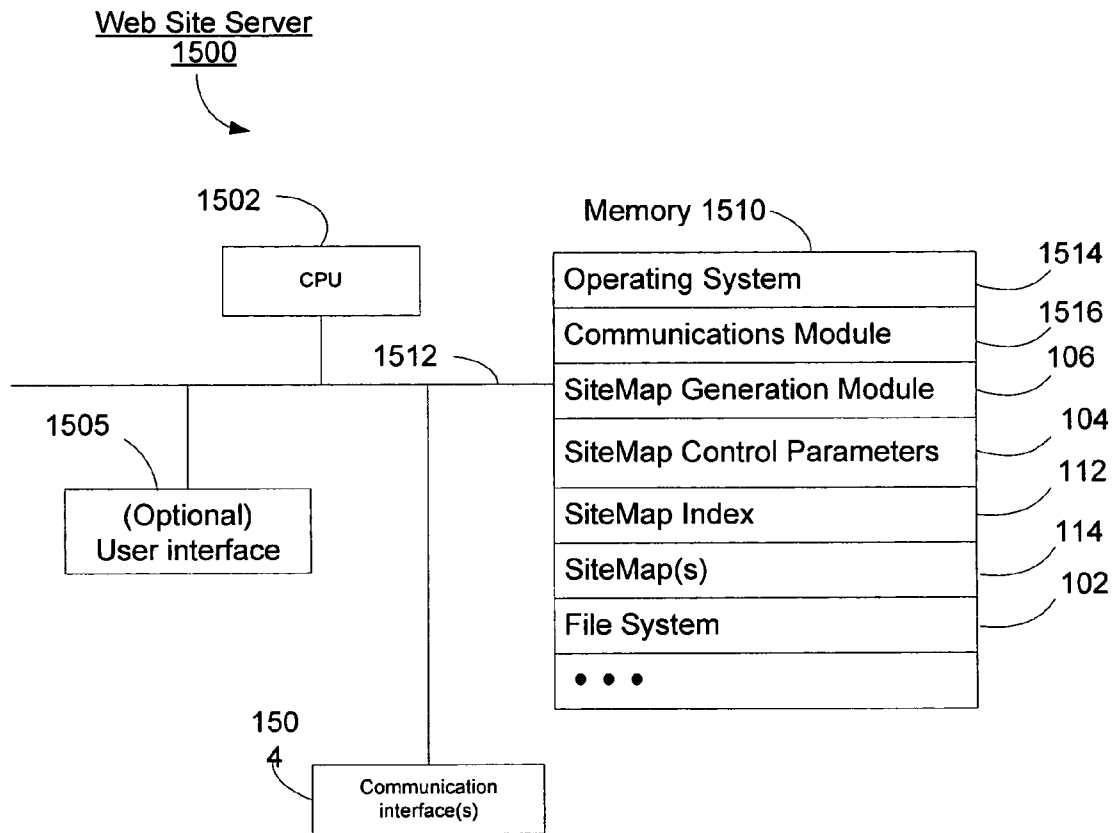 Web Site Server
1500
1502
CPU
1512
1505
(Optional)
User interface
150
4
Communication
interface(s)
Memory 1510
Operating System
1514
Communications Module
1516
SiteMap Generation Module
106
SiteMap Control Parameters
104
SiteMap Index
112
SiteMap(s)
114
File System
102
• • •